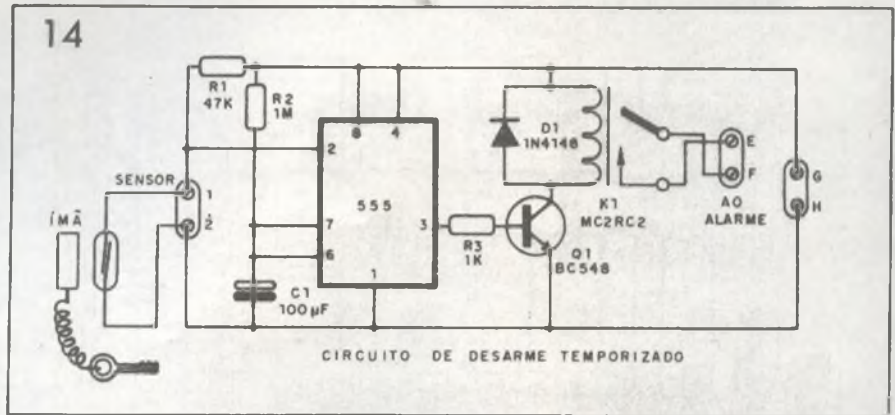 14
R1
47K
R2
1M
8
4
2
D1
1N4148
E
F
G
H
SENSOR
1
2
ÍMÃ
555
7
3
6
K1
MC2RC2
AO
ALARME
R3
1K
Q1
BC548
C1
100µF
1
CIRCUITO DE DESARME TEMPORIZADO